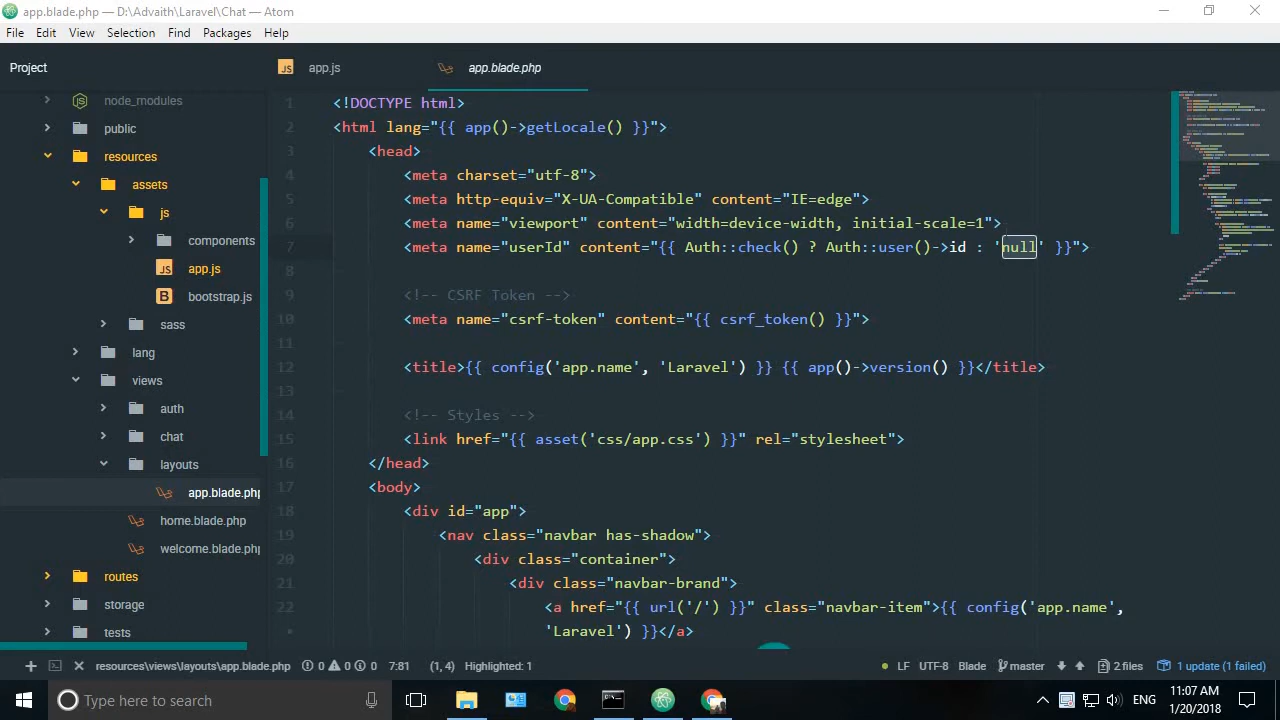 app.blade.php — D:\Advaith\Laravel\Chat — Atom
File Edit View Selection Find Packages Help
Project
JS app.js
app.blade.php
node_modules
public
resources
assets
js
components
app.js
B bootstrap.js
sass
lang
views
auth
chat
layouts
app.blade.php
home.blade.php
welcome.blade.php
routes
storage
tests
1 <!DOCTYPE html>
2 <html lang="{{ app()->getLocale() }}">
3 <head>
4 <meta charset="utf-8">
5 <meta http-equiv="X-UA-Compatible" content="IE=edge">
6 <meta name="viewport" content="width=device-width, initial-scale=1">
7 <meta name="userId" content="{{ Auth::check() ? Auth::user()->id : 'null' }}">
8
9 <!-- CSRF Token -->
10 <meta name="csrf-token" content="{{ csrf_token() }}">
11
12 <title>{{ config('app.name', 'Laravel') }} {{ app()->version() }}</title>
13
14 <!-- Styles -->
15 <link href="{{ asset('css/app.css') }}" rel="stylesheet">
16 </head>
17 <body>
18 <div id="app">
19 <nav class="navbar has-shadow">
20 <div class="container">
21 <div class="navbar-brand">
22 <a href="{{ url('/') }}" class="navbar-item">{{ config('app.name',
• 'Laravel') }}</a>
resources\views\layouts\app.blade.php 0 0 0 7:81 (1, 4) Highlighted: 1 LF UTF-8 Blade master 2 files 1 update (1 failed)
Type here to search
ENG
11:07 AM
1/20/2018